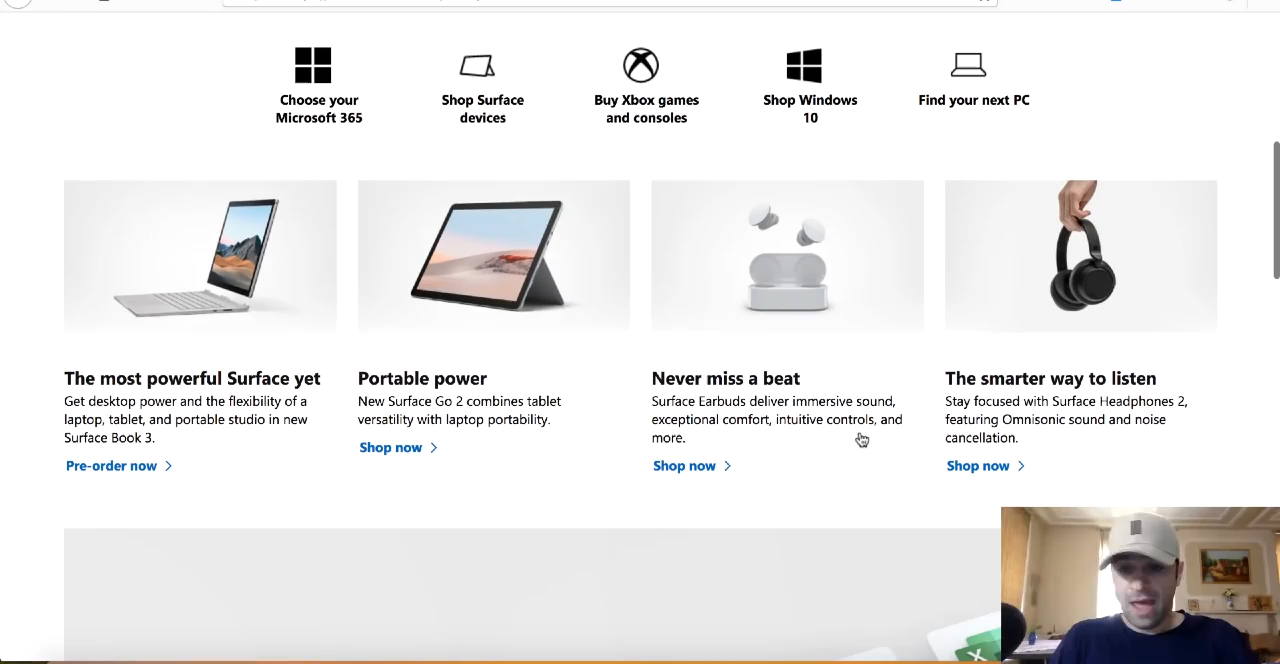 Choose your
Microsoft 365
Shop Surface
devices
Buy Xbox games
and consoles
Shop Windows
10
Find your next PC
The most powerful Surface yet
Get desktop power and the flexibility of a
laptop, tablet, and portable studio in new
Surface Book 3.
Pre-order now
Portable power
New Surface Go 2 combines tablet
versatility with laptop portability.
Shop now
Never miss a beat
Surface Earbuds deliver immersive sound,
exceptional comfort, intuitive controls, and
more.
Shop now
The smarter way to listen
Stay focused with Surface Headphones 2,
featuring Omnisonic sound and noise
cancellation.
Shop now
X